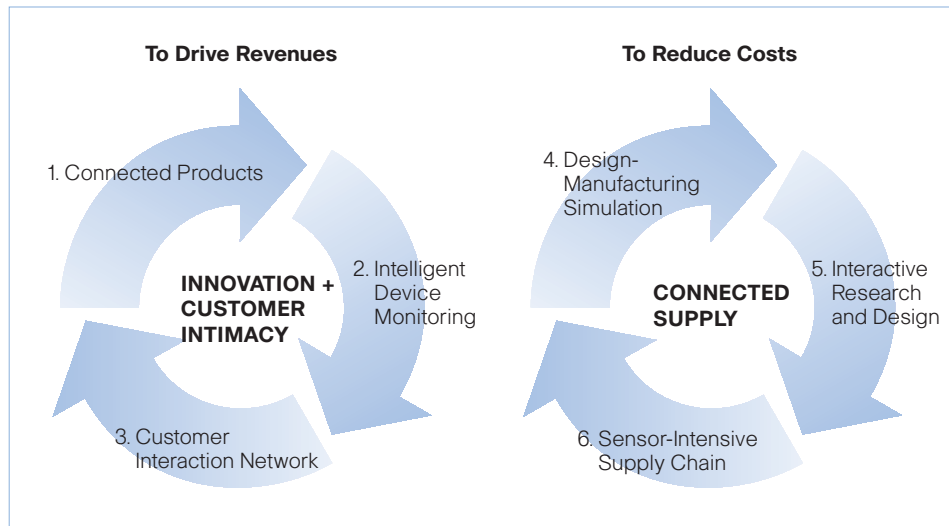 To Drive Revenues
1. Connected Products
2. Intelligent
Device
Monitoring
3. Customer
Interaction Network
INNOVATION +
CUSTOMER
INTIMACY
To Reduce Costs
4. Design-
Manufacturing
Simulation
5. Interactive
Research
and Design
6. Sensor-Intensive
Supply Chain
CONNECTED
SUPPLY